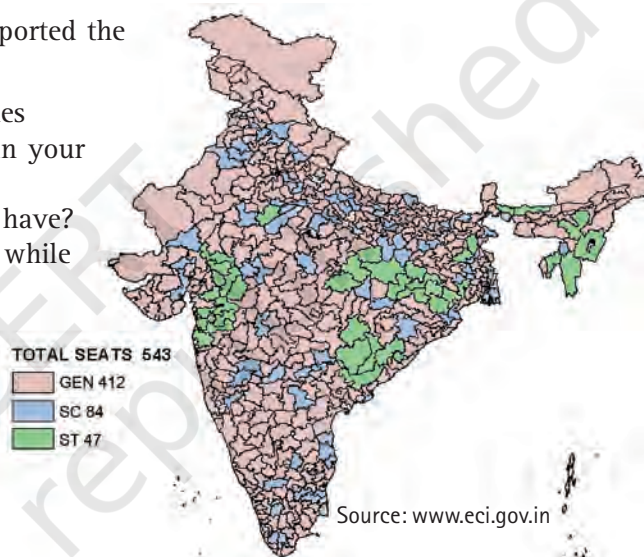 ported the
es
n your
have?
while
TOTAL SEATS 543
GEN 412
SC 84
ST 47
Source: www.eci.gov.in